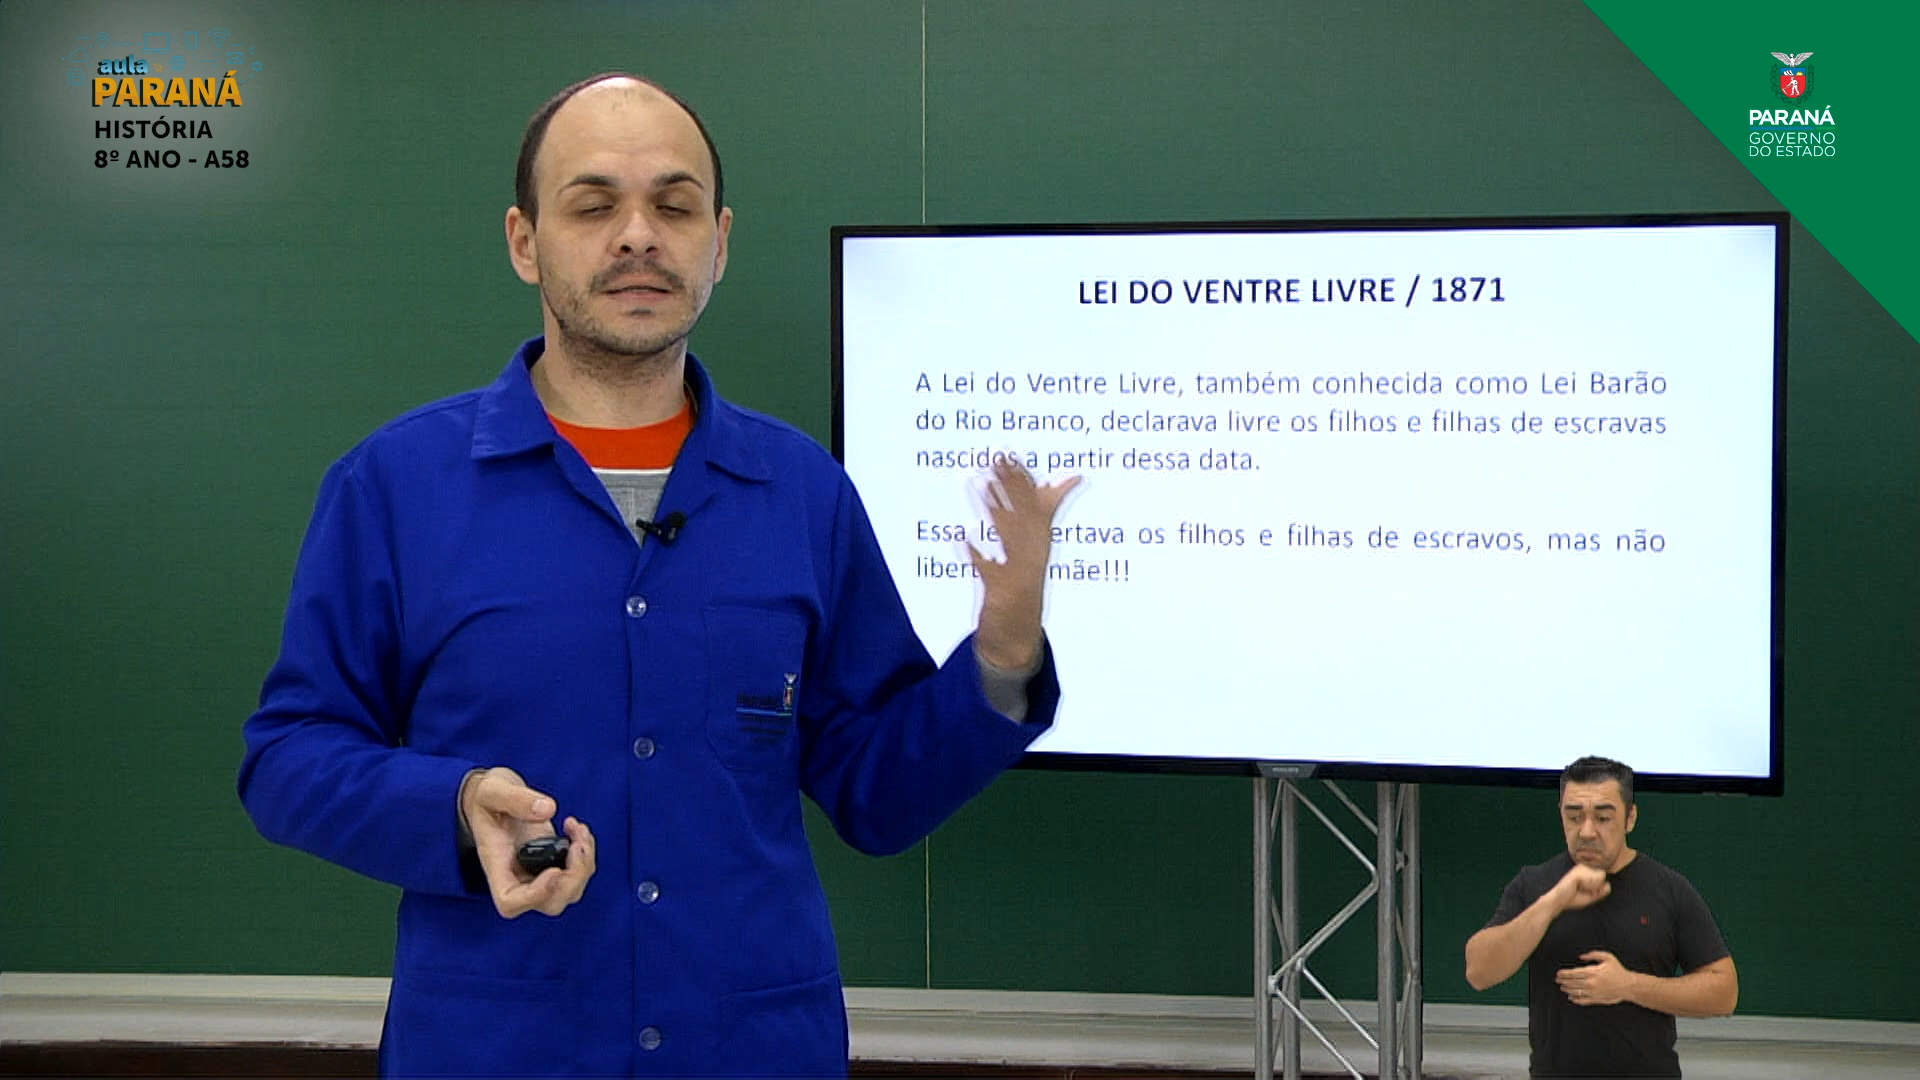 aula
PARANÁ
HISTÓRIA
8º ANO - A58
PARANÁ
GOVERNO
DO ESTADO
LEI DO VENTRE LIVRE / 1871
A Lei do Ventre Livre, também conhecida como Lei Barão
do Rio Branco, declarava livre os filhos e filhas de escravas
nascidos a partir dessa data.
Essa os filhos e filhas de escravos, mas não
mãe!!!
PHILIPS